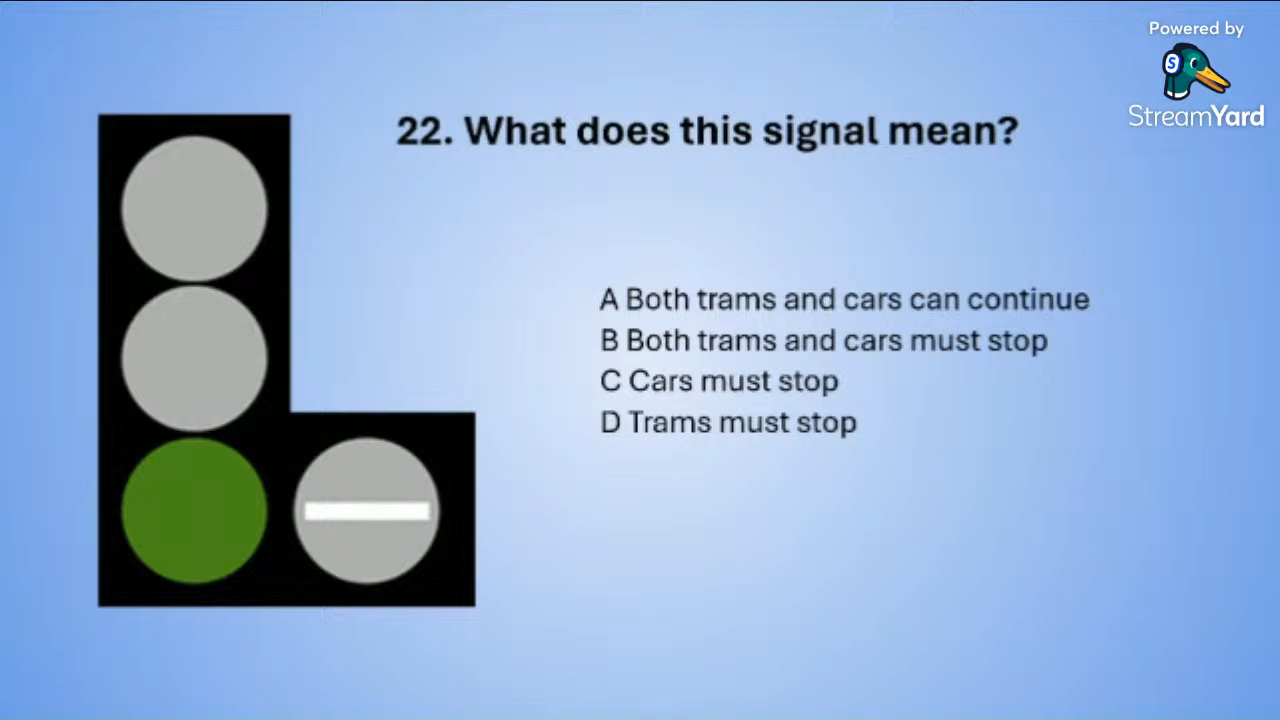 Powered by
S
StreamYard
22. What does this signal mean?
A Both trams and cars can continue
B Both trams and cars must stop
C Cars must stop
D Trams must stop